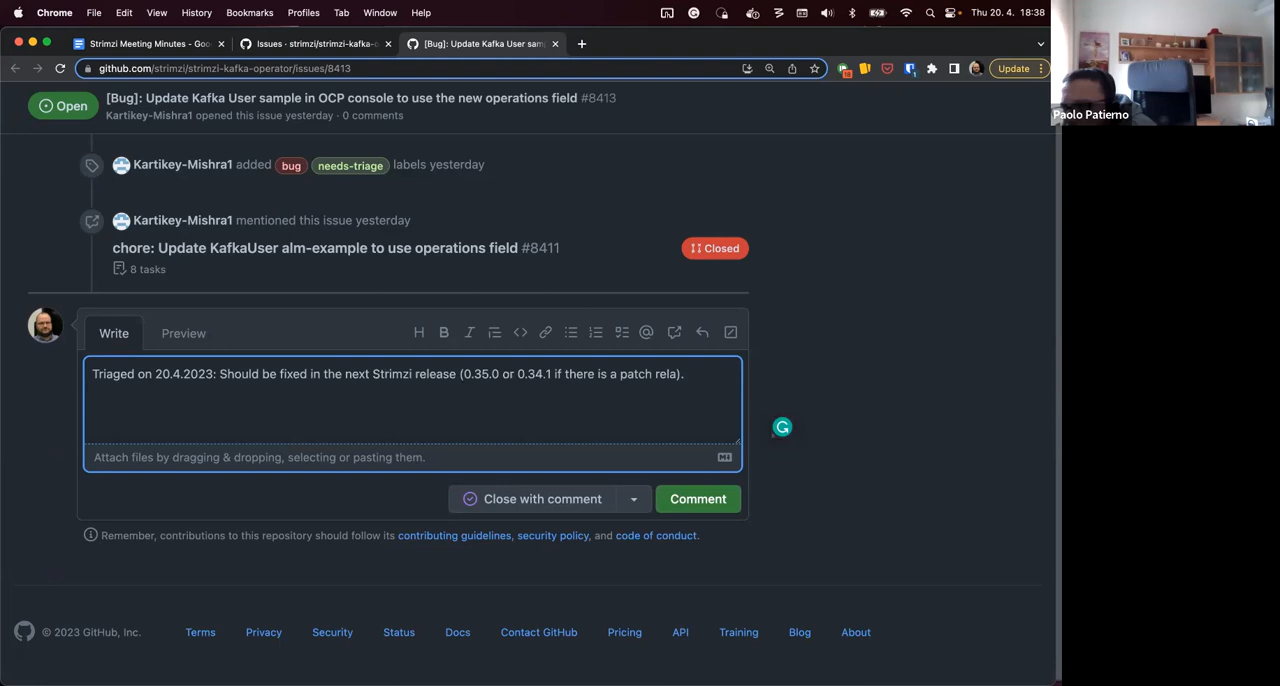 Chrome File Edit View History Bookmarks Profiles Tab Window Help Thu 20. 4. 18:38
Strimzi Meeting Minutes - Goo
Issues · strimzi/strimzi-kafka-o
[Bug]: Update Kafka User sam
github.com/strimzi/strimzi-kafka-operator/issues/8413
18
1
Update
Paolo Patierno
Open
[Bug]: Update Kafka User sample in OCP console to use the new operations field #8413
Kartikey-Mishra1 opened this issue yesterday · 0 comments
Kartikey-Mishra1 added bug needs-triage labels yesterday
Kartikey-Mishra1 mentioned this issue yesterday
chore: Update KafkaUser alm-example to use operations field #8411
Closed
8 tasks
Write Preview
Triaged on 20.4.2023: Should be fixed in the next Strimzi release (0.35.0 or 0.34.1 if there is a patch rela).
Attach files by dragging & dropping, selecting or pasting them.
Close with comment
Comment
Remember, contributions to this repository should follow its contributing guidelines, security policy, and code of conduct.
© 2023 GitHub, Inc. Terms Privacy Security Status Docs Contact GitHub Pricing API Training Blog About